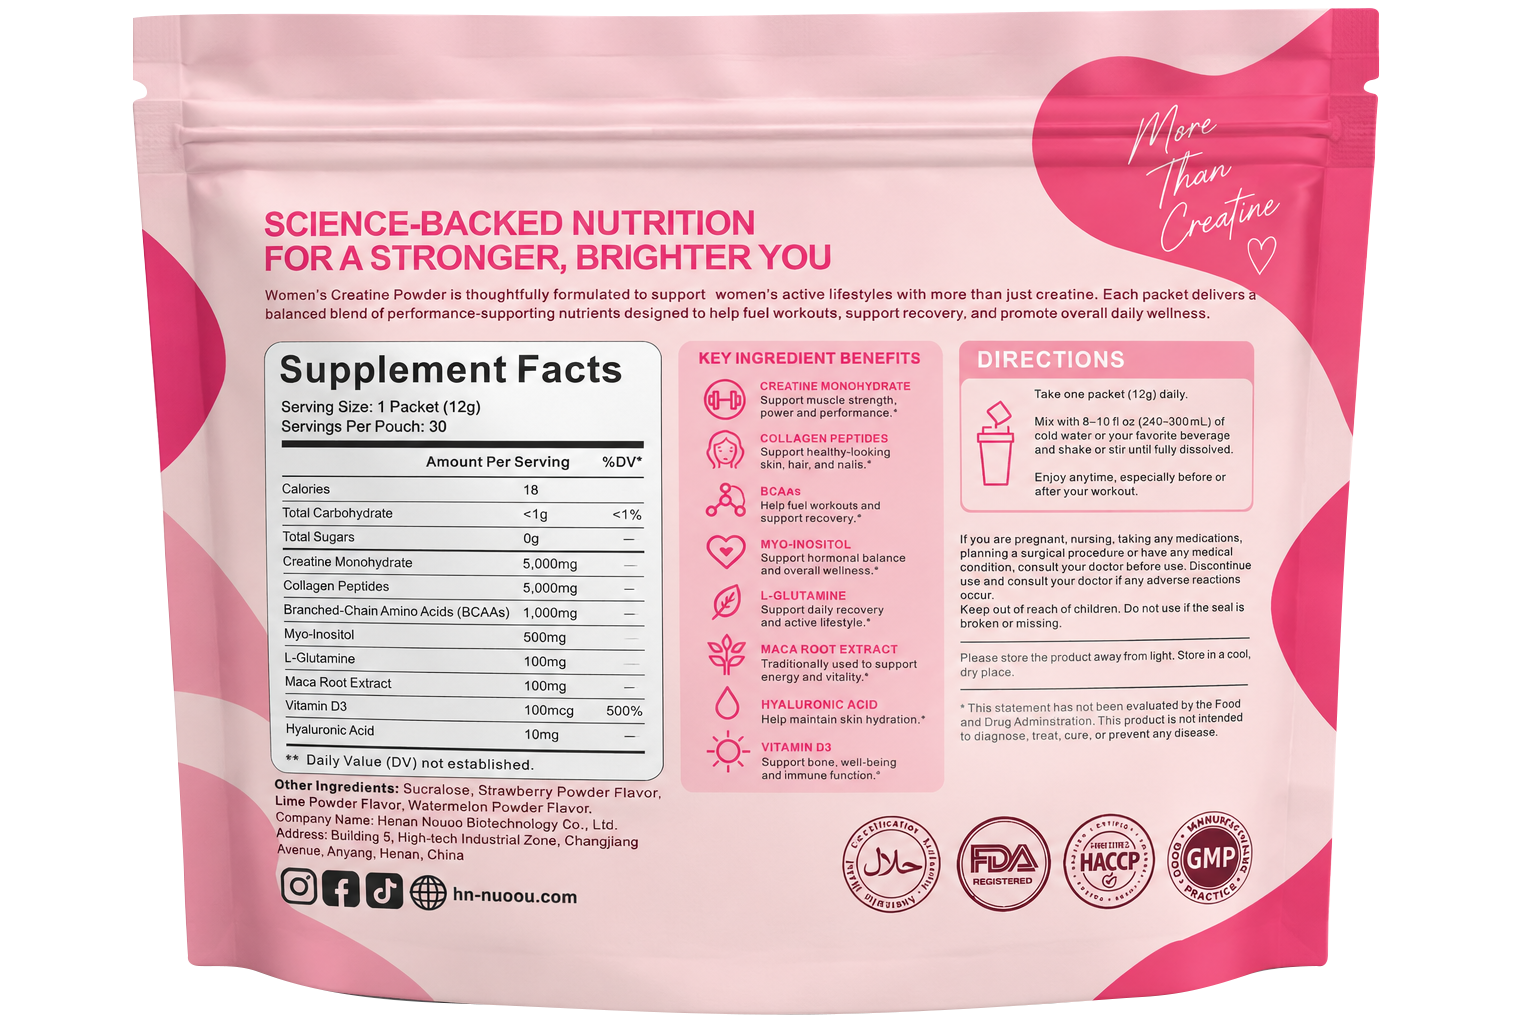 More
Than
Creatine
SCIENCE-BACKED NUTRITION
FOR A STRONGER, BRIGHTER YOU
Women's Creatine Powder is thoughtfully formulated to support women's active lifestyles with more than just creatine. Each packet delivers a
balanced blend of performance-supporting nutrients designed to help fuel workouts, support recovery, and promote overall daily wellness.
Supplement Facts
Serving Size: 1 Packet (12g)
Servings Per Pouch: 30
Amount Per Serving %DV*
Calories 18
Total Carbohydrate <1g <1%
Total Sugars 0g —
Creatine Monohydrate 5,000mg —
Collagen Peptides 5,000mg —
Branched-Chain Amino Acids (BCAAs) 1,000mg —
Myo-Inositol 500mg —
L-Glutamine 100mg —
Maca Root Extract 100mg —
Vitamin D3 100mcg 500%
Hyaluronic Acid 10mg —
** Daily Value (DV) not established.
Other Ingredients: Sucralose, Strawberry Powder Flavor,
Lime Powder Flavor, Watermelon Powder Flavor.
Company Name: Henan Nouoo Biotechnology Co., Ltd.
Address: Building 5, High-tech Industrial Zone, Changjiang
Avenue, Anyang, Henan, China
hn-nuoou.com
KEY INGREDIENT BENEFITS
CREATINE MONOHYDRATE
Support muscle strength,
power and performance.*
COLLAGEN PEPTIDES
Support healthy-looking
skin, hair, and nails.*
BCAAs
Help fuel workouts and
support recovery.*
MYO-INOSITOL
Support hormonal balance
and overall wellness.*
L-GLUTAMINE
Support daily recovery
and active lifestyle.*
MACA ROOT EXTRACT
Traditionally used to support
energy and vitality.*
HYALURONIC ACID
Help maintain skin hydration.*
VITAMIN D3
Support bone, well-being
and immune function.*
DIRECTIONS
Take one packet (12g) daily.
Mix with 8–10 fl oz (240–300mL) of
cold water or your favorite beverage
and shake or stir until fully dissolved.
Enjoy anytime, especially before or
after your workout.
If you are pregnant, nursing, taking any medications,
planning a surgical procedure or have any medical
condition, consult your doctor before use. Discontinue
use and consult your doctor if any adverse reactions
occur.
Keep out of reach of children. Do not use if the seal is
broken or missing.
Please store the product away from light. Store in a cool,
dry place.
* This statement has not been evaluated by the Food
and Drug Adminstration. This product is not intended
to diagnose, treat, cure, or prevent any disease.
حلال
FDA
REGISTERED
HACCP
GMP
GOOD
PRACTICE